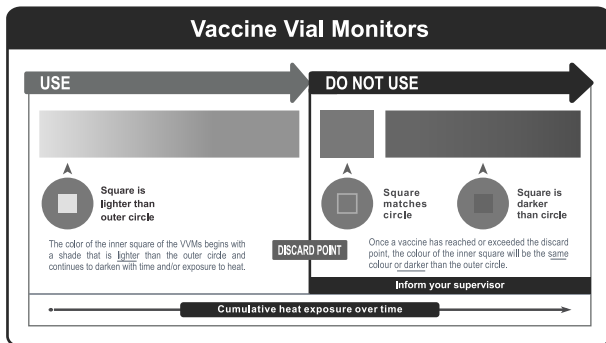 Vaccine Vial Monitors
USE
DO NOT USE
Square is
lighter than
outer circle
Square
matches
circle
Square is
darker
than circle
The color of the inner square of the VVMs begins with
a shade that is lighter than the outer circle and
continues to darken with time and/or exposure to heat.
DISCARD POINT
Once a vaccine has reached or exceeded the discard
point, the colour of the inner square will be the same
colour or darker than the outer circle.
Inform your supervisor
Cumulative heat exposure over time